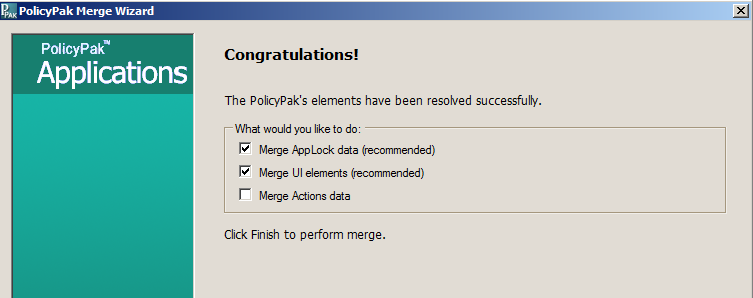 PPAK PolicyPak Merge Wizard
PolicyPak™
Applications
Congratulations!
The PolicyPak's elements have been resolved successfully.
What would you like to do:
Merge AppLock data (recommended)
Merge UI elements (recommended)
Merge Actions data
Click Finish to perform merge.